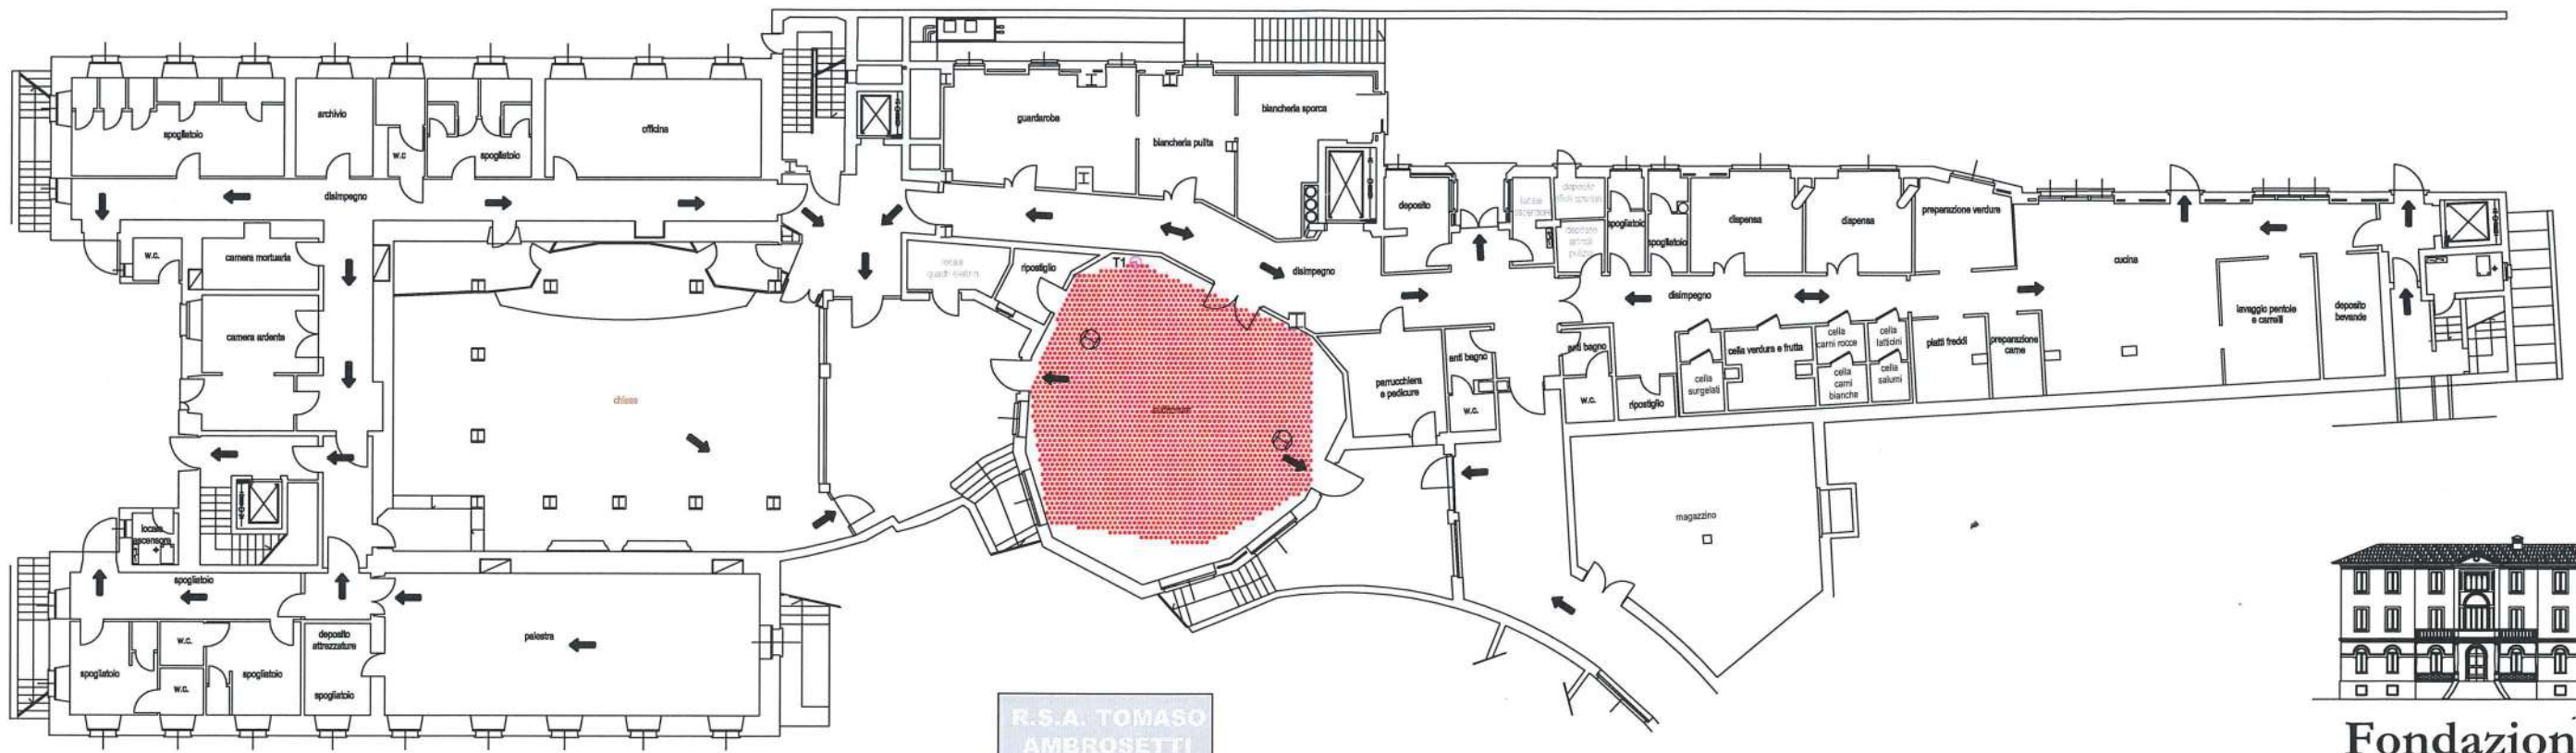 spogliatoio
archivio
w.c
spogliatoio
officina
guardaroba
biancheria pulita
biancheria sporca
disimpegno
w.c.
camera mortuaria
camera ardente
chiesa
ripostiglio
T1
disimpegno
deposito
spogliatoio
spogliatoio
dispensa
dispensa
preparazione verdure
cucina
disimpegno
lavaggio pentole
e carrelli
deposito
bevande
parrucchiera
e pedicure
anti bagno
w.c.
anti bagno
w.c.
ripostiglio
cella
surgelati
cella verdura e frutta
cella
carni rocce
cella
latticini
cella
carni
bianche
cella
salumi
piatti freddi
preparazione
carne
magazzino
locale
ascensore
spogliatoio
spogliatoio
w.c.
w.c.
spogliatoio
deposito
attrezzature
spogliatoio
palestra
R.S.A. TOMASO
AMBROSETTI
Fondazion